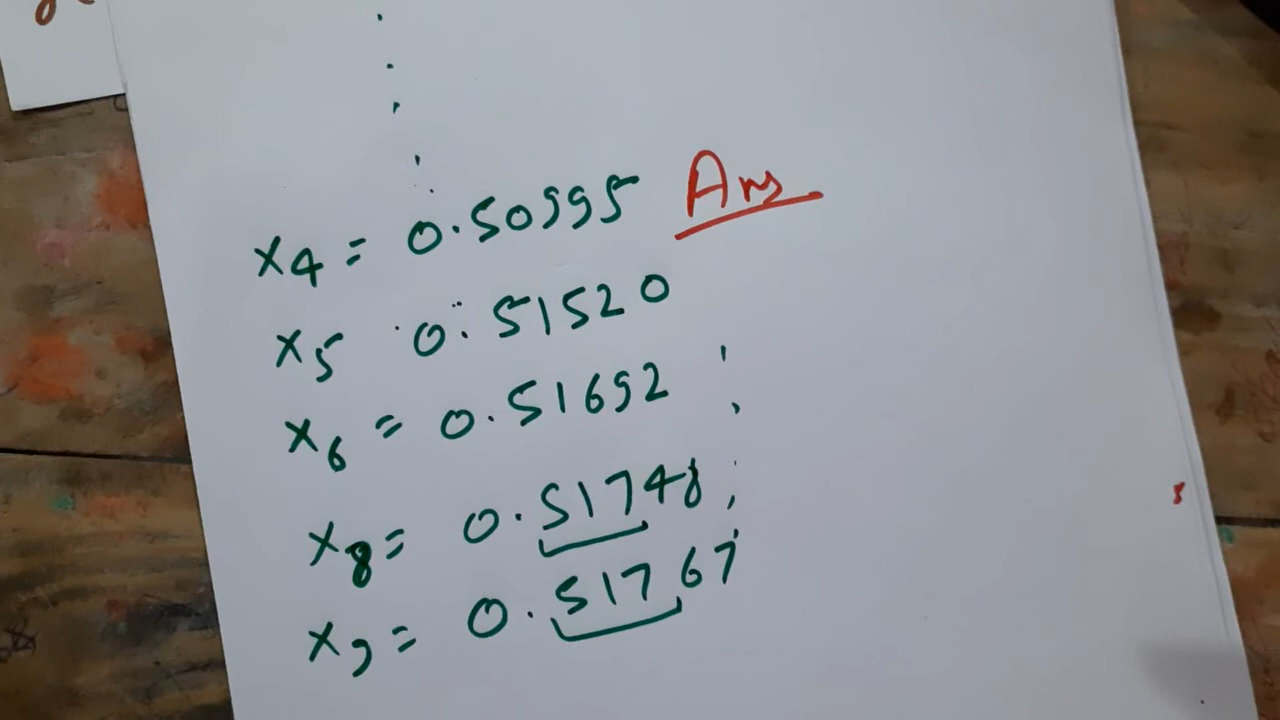 x4 = 0.50995 Ans
x5 0.51520
x6 = 0.51692
x8 = 0.51748
x9 = 0.51767